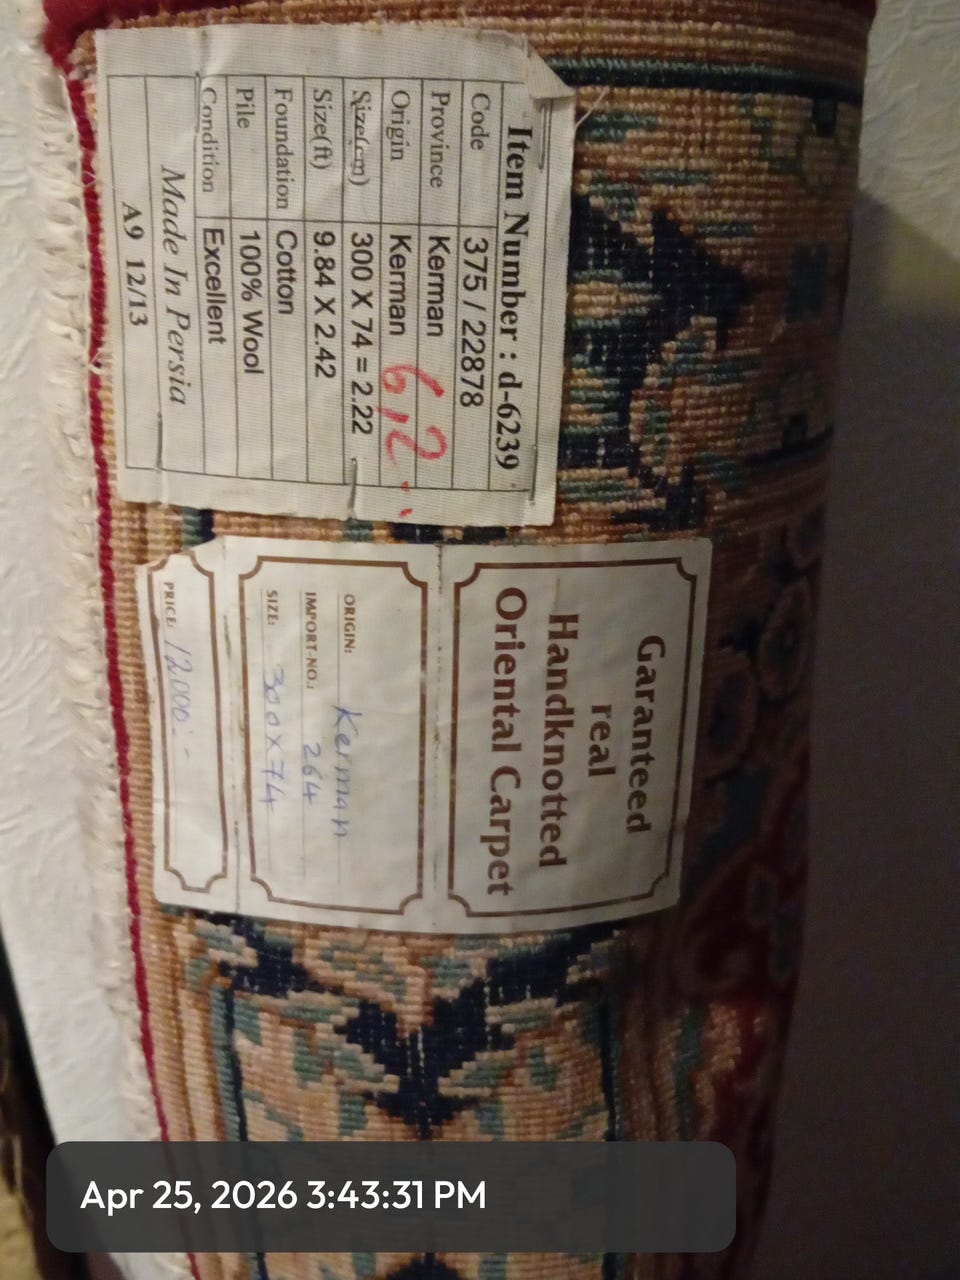 Item Number : d-6239
Code 375 / 22878
Province Kerman
Origin Kerman
Size(cm) 300 X 74 = 2.22
Size(ft) 9.84 X 2.42
Foundation Cotton
Pile 100% Wool
Condition Excellent
Made In Persia
A9 12/13
Garanteed
real
Handknotted
Oriental Carpet
ORIGIN: Kerman
IMPORT-NO.: 264
SIZE: 300 X 74
PRICE: 12000.-
Apr 25, 2026 3:43:31 PM